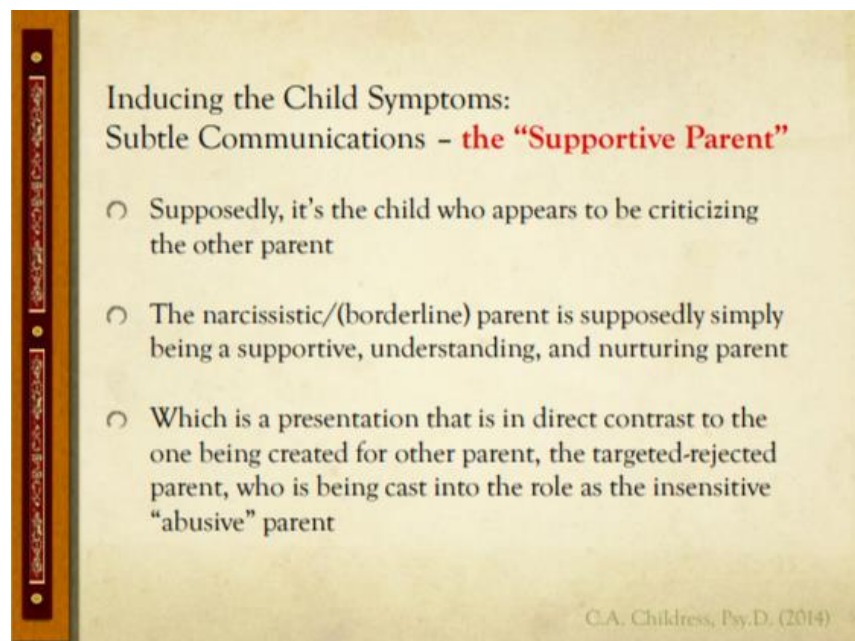 Inducing the Child Symptoms:
Subtle Communications – the “Supportive Parent”
Supposedly, it’s the child who appears to be criticizing
the other parent
The narcissistic/(borderline) parent is supposedly simply
being a supportive, understanding, and nurturing parent
Which is a presentation that is in direct contrast to the
one being created for other parent, the targeted-rejected
parent, who is being cast into the role as the insensitive
“abusive” parent
C.A. Childress, Psy.D. (2014)